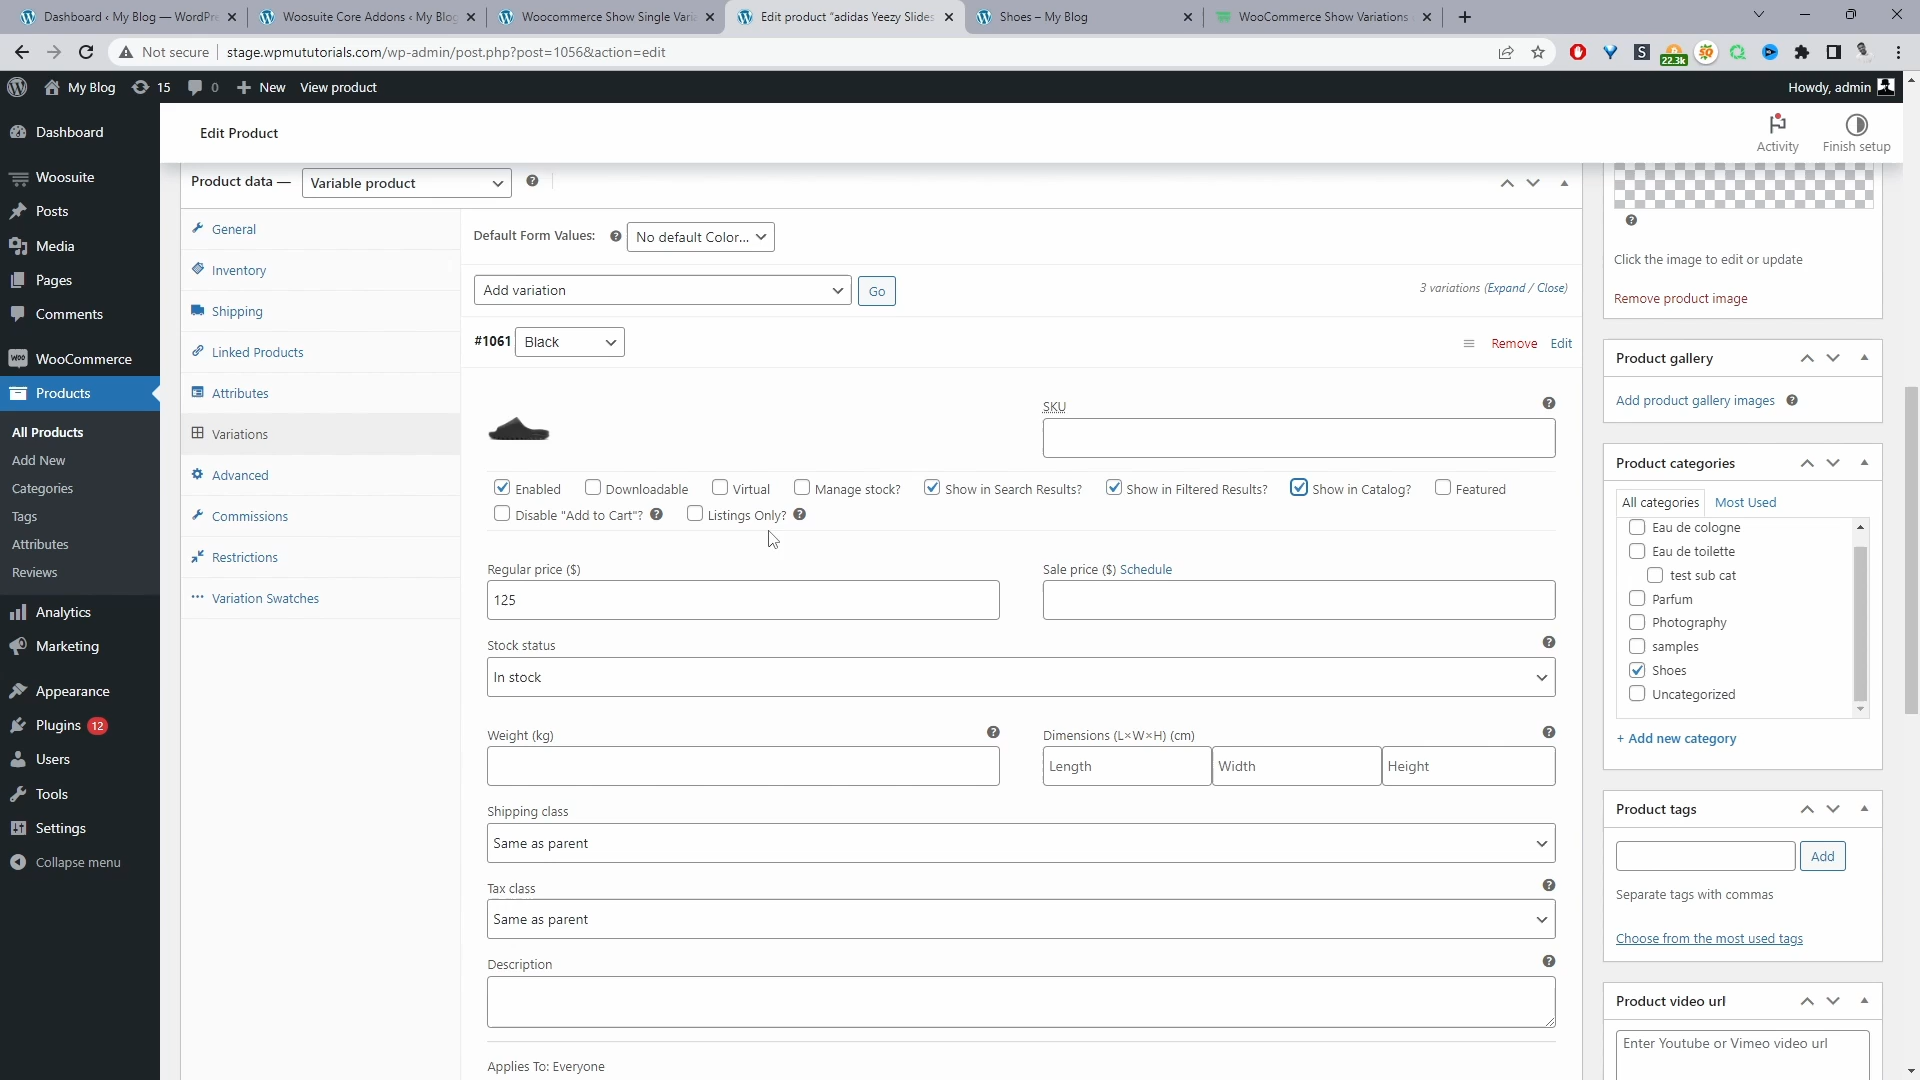 Dashboard ‹ My Blog — WordPre
Woosuite Core Addons ‹ My Blog
Woocommerce Show Single Varia
Edit product "adidas Yeezy Slides
Shoes – My Blog
WooCommerce Show Variations
Not secure
stage.wpmututorials.com/wp-admin/post.php?post=1056&action=edit
22.3k
My Blog
15
0
New
View product
Howdy, admin
Dashboard
Woosuite
Posts
Media
Pages
Comments
WooCommerce
Products
All Products
Add New
Categories
Tags
Attributes
Reviews
Analytics
Marketing
Appearance
Plugins 12
Users
Tools
Settings
Collapse menu
Edit Product
Activity
Finish setup
Product data —
Variable product
General
Inventory
Shipping
Linked Products
Attributes
Variations
Advanced
Commissions
Restrictions
Variation Swatches
Default Form Values:
No default Color...
Add variation
Go
3 variations (Expand / Close)
#1061
Black
Remove
Edit
SKU
Enabled
Downloadable
Virtual
Manage stock?
Show in Search Results?
Show in Filtered Results?
Show in Catalog?
Featured
Disable "Add to Cart"?
Listings Only?
Regular price ($)
125
Sale price ($) Schedule
Stock status
In stock
Weight (kg)
Dimensions (L×W×H) (cm)
Length
Width
Height
Shipping class
Same as parent
Tax class
Same as parent
Description
Applies To: Everyone
Click the image to edit or update
Remove product image
Product gallery
Add product gallery images
Product categories
All categories
Most Used
Eau de cologne
Eau de toilette
test sub cat
Parfum
Photography
samples
Shoes
Uncategorized
+ Add new category
Product tags
Add
Separate tags with commas
Choose from the most used tags
Product video url
Enter Youtube or Vimeo video url